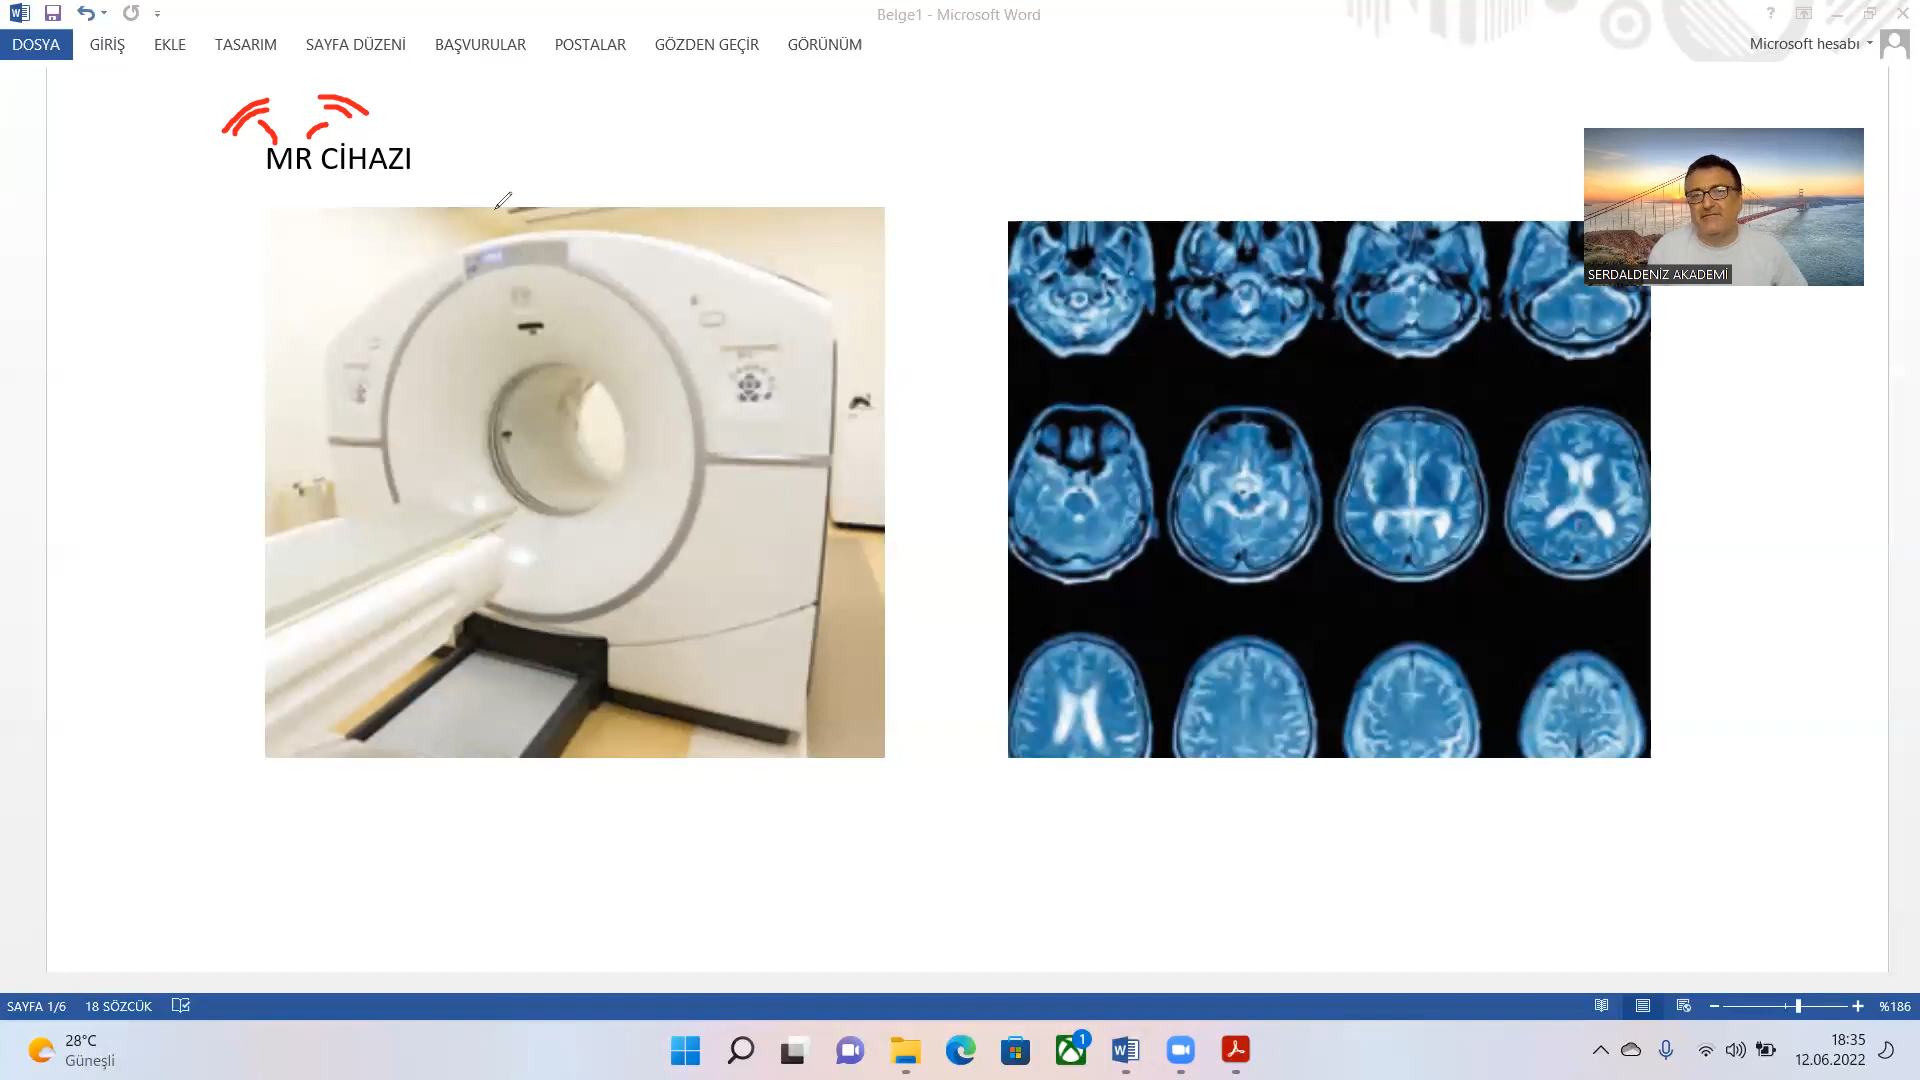 Belge1 - Microsoft Word
DOSYA GİRİŞ EKLE TASARIM SAYFA DÜZENİ BAŞVURULAR POSTALAR GÖZDEN GEÇİR GÖRÜNÜM
Microsoft hesabı
MR CİHAZI
SERDALDENİZ AKADEMİ
SAYFA 1/6 18 SÖZCÜK
%186
28°C
Güneşli
1
18:35
12.06.2022